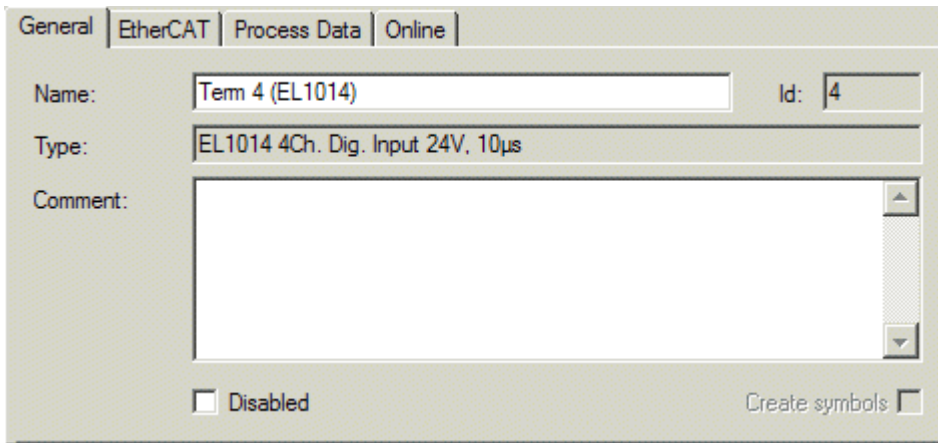 General EtherCAT Process Data Online
Name: Term 4 (EL1014) Id: 4
Type: EL1014 4Ch. Dig. Input 24V, 10µs
Comment:
Disabled Create symbols